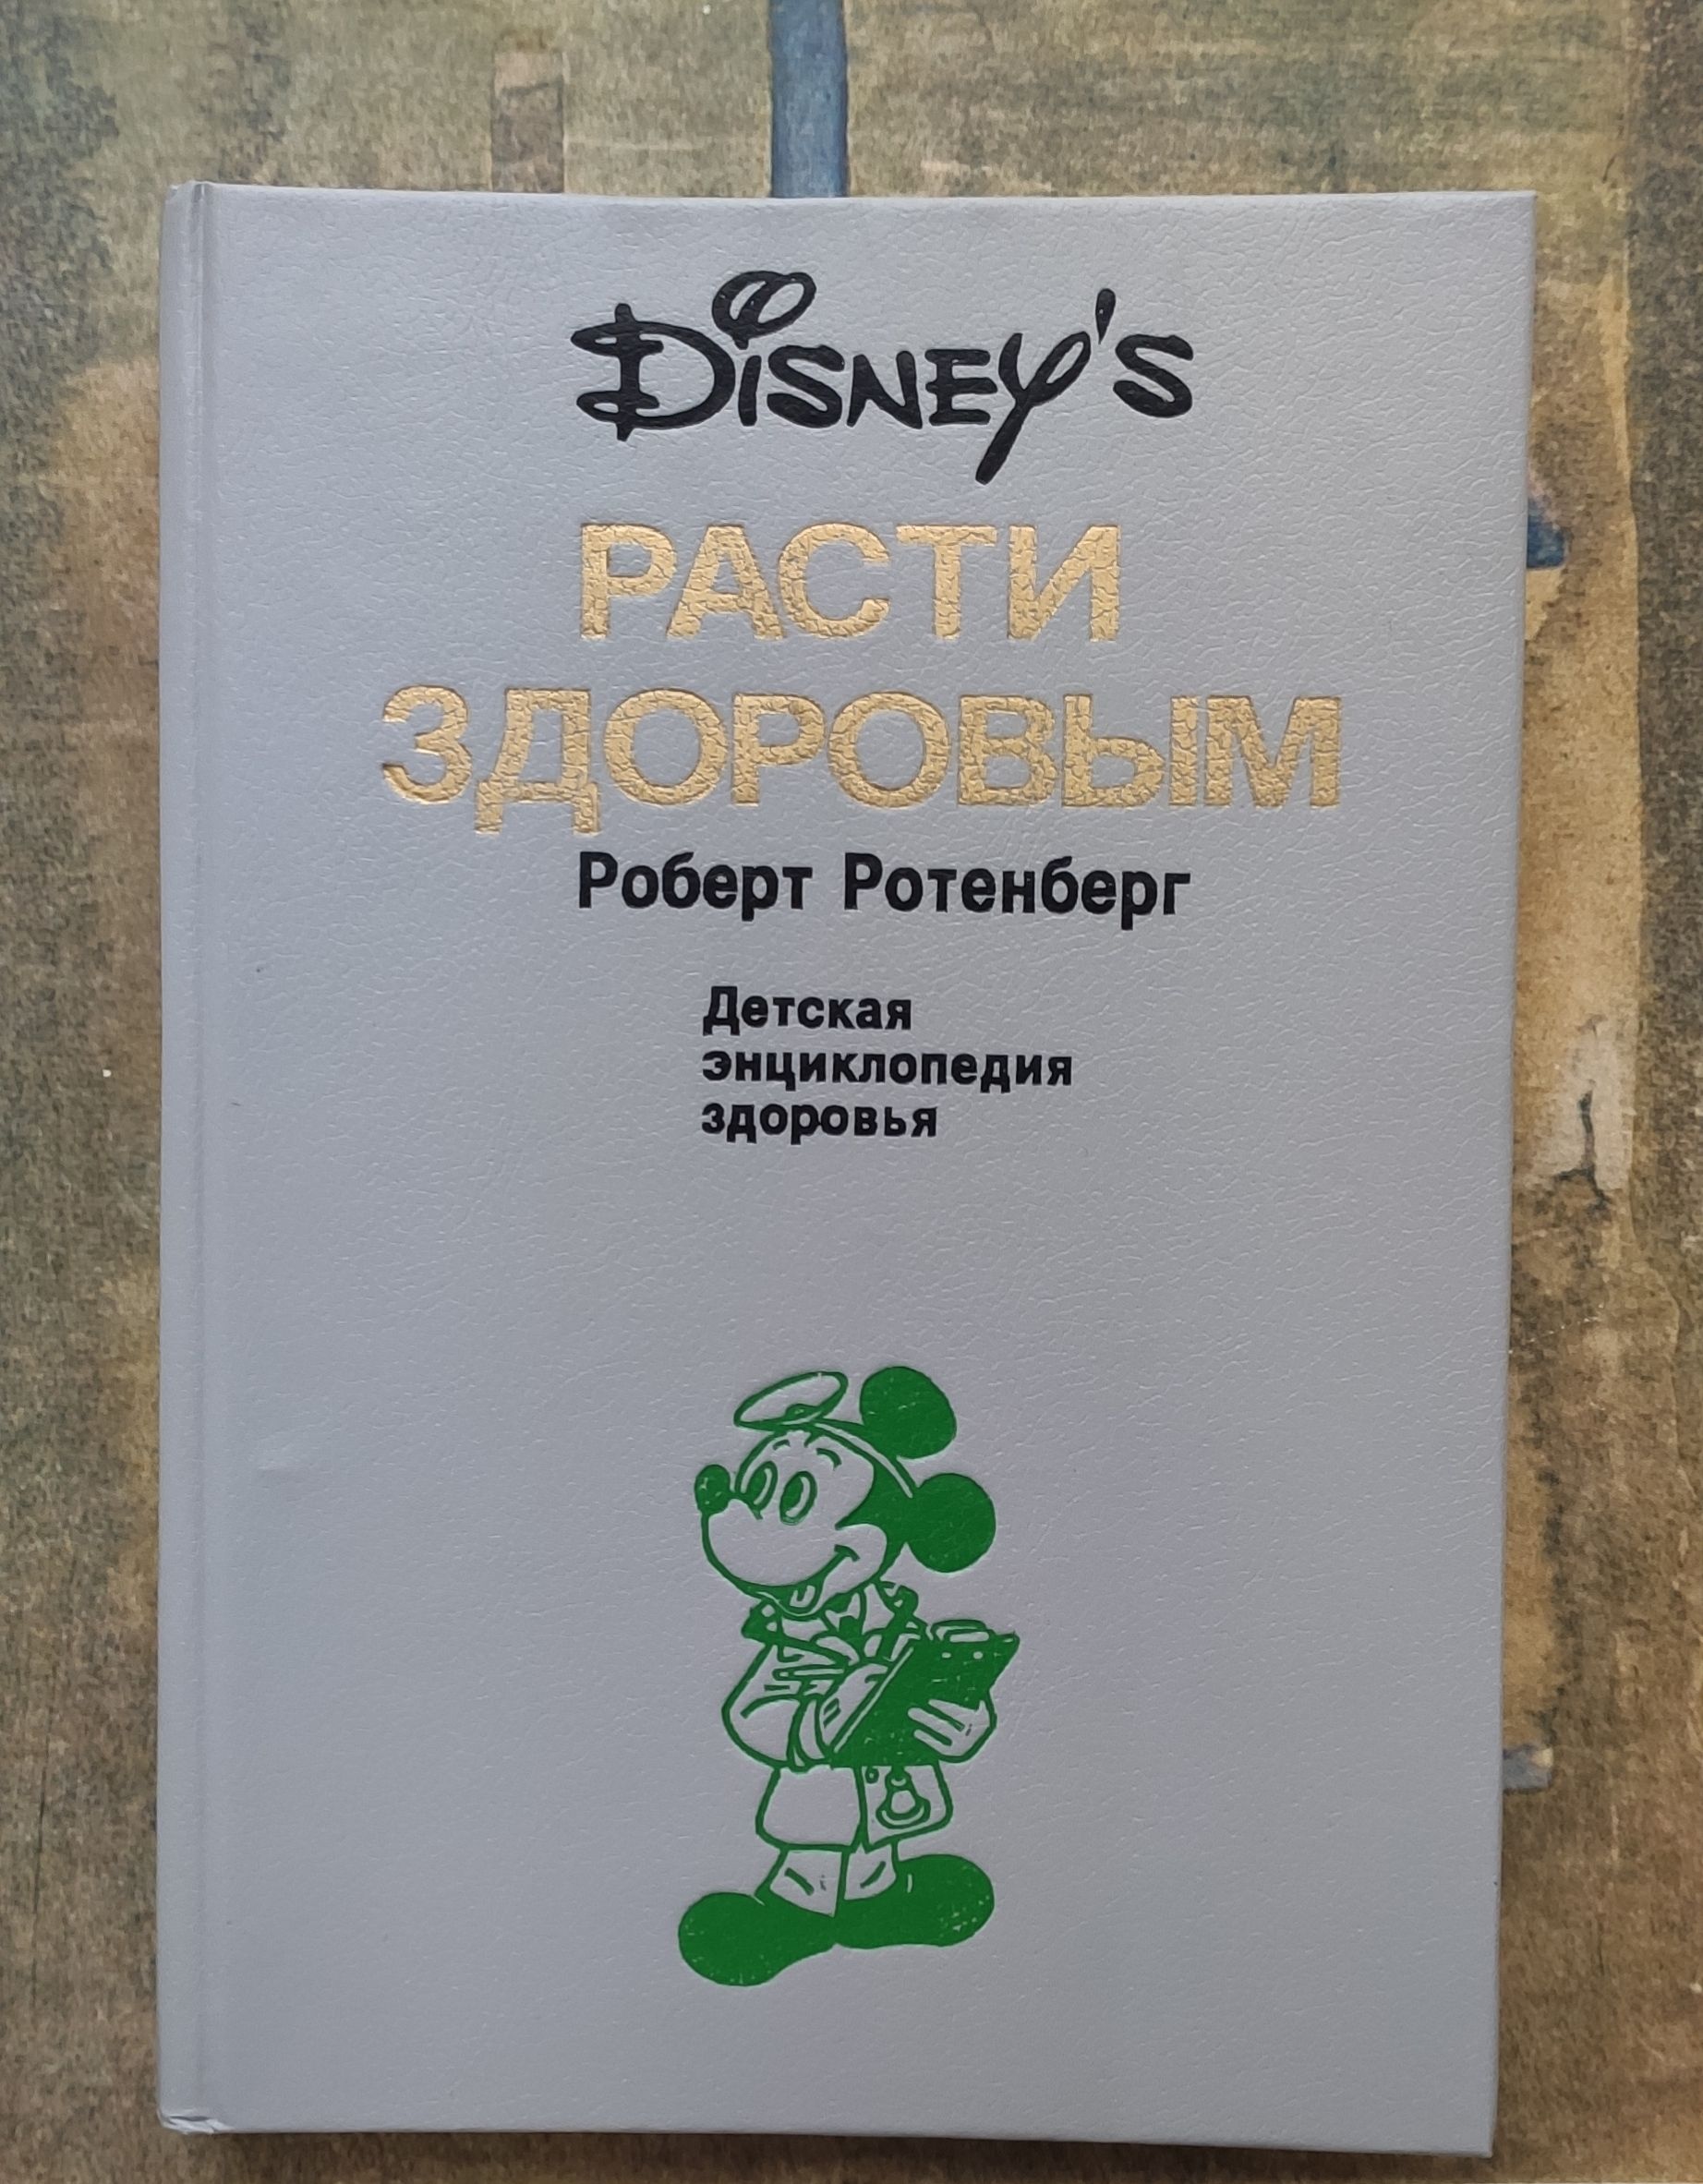 Disney's
РАСТИ
ЗДОРОВЫМ
Роберт Ротенберг
Детская
энциклопедия
здоровья